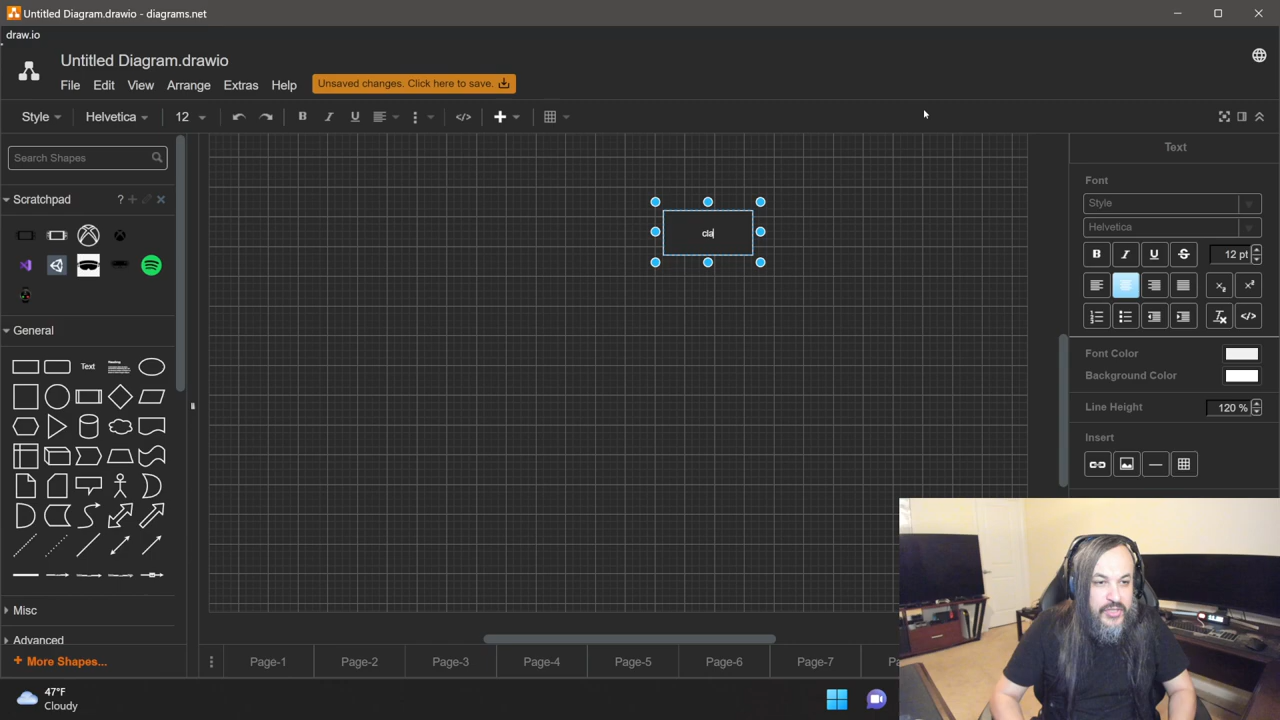 Untitled Diagram.drawio - diagrams.net
draw.io
Untitled Diagram.drawio
File Edit View Arrange Extras Help Unsaved changes. Click here to save.
Style Helvetica 12 B I U
Search Shapes
Scratchpad ?
General
Text
Misc
Advanced
+ More Shapes...
cla
Text
Font
Style
Helvetica
B I U S 12 pt
Font Color
Background Color
Line Height 120 %
Insert
Page-1 Page-2 Page-3 Page-4 Page-5 Page-6 Page-7
47°F
Cloudy